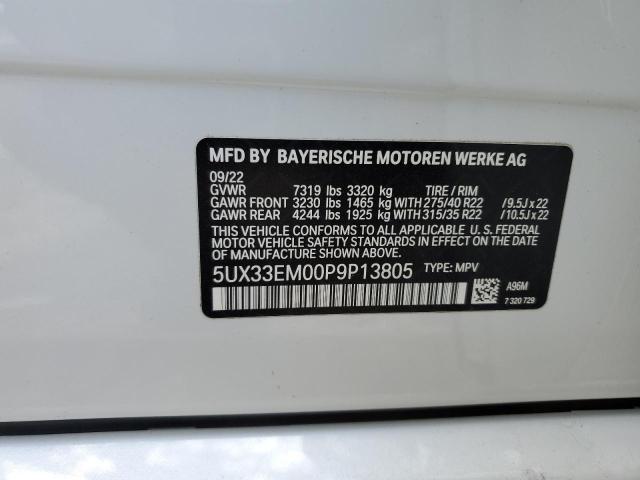 MFD BY BAYERISCHE MOTOREN WERKE AG
09/22
GVWR 7319 lbs 3320 kg TIRE / RIM
GAWR FRONT 3230 lbs 1465 kg WITH 275/40 R22 / 9.5J x 22
GAWR REAR 4244 lbs 1925 kg WITH 315/35 R22 / 10.5J x 22
THIS VEHICLE CONFORMS TO ALL APPLICABLE U. S. FEDERAL
MOTOR VEHICLE SAFETY STANDARDS IN
EFFECT ON THE DATE OF MANUFACTURE SHOWN ABOVE.
5UX33EM00P9P13805 TYPE: MPV
A96M
7 320 729